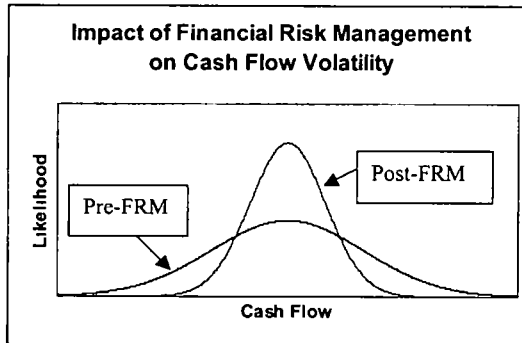 Impact of Financial Risk Management
on Cash Flow Volatility
Likelihood
Pre-FRM
Post-FRM
Cash Flow